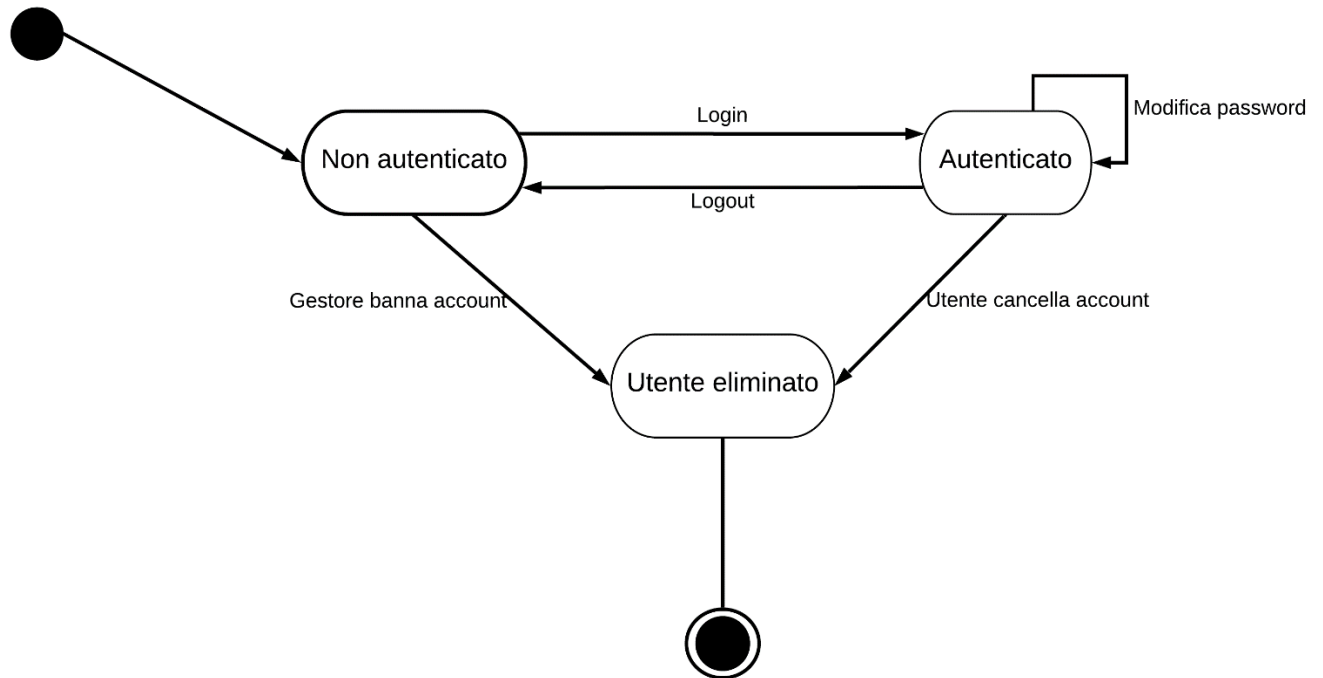 Login
Modifica password
Non autenticato
Autenticato
Logout
Gestore banna account
Utente cancella account
Utente eliminato